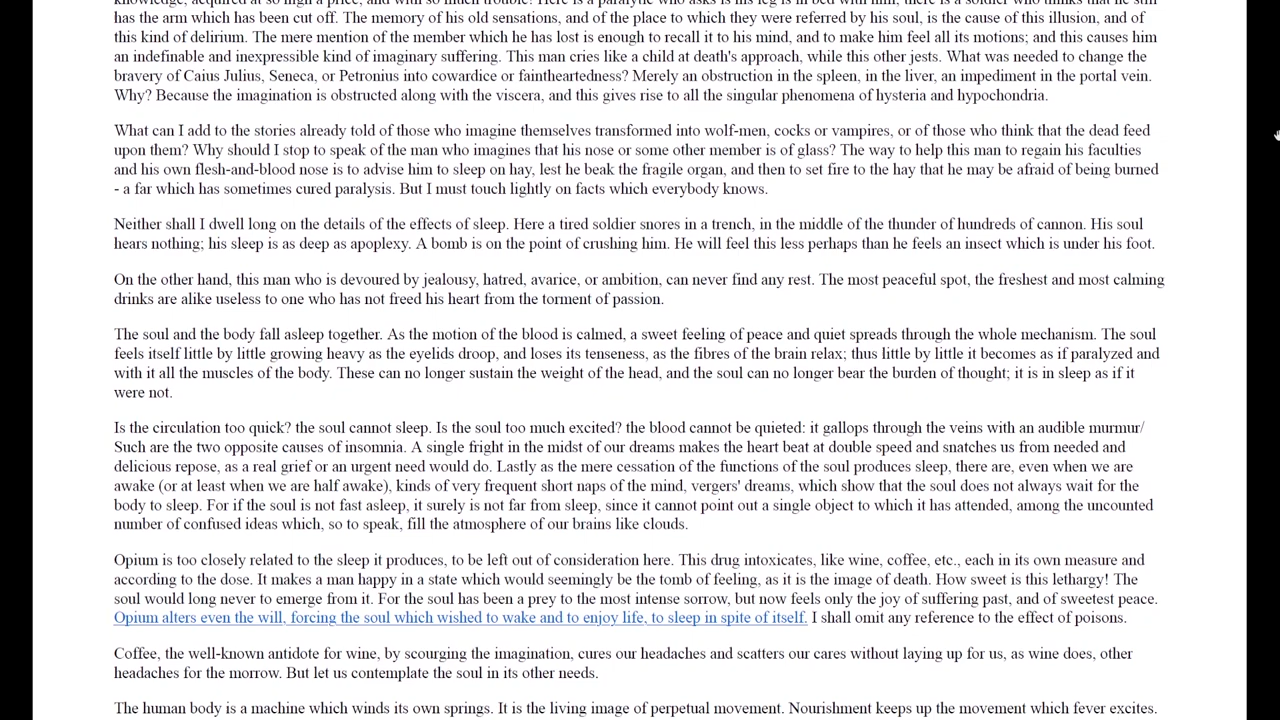 knowledge, acquired at so high a price, and with so much trouble! Here is a paralytic who asks is his leg is in bed with him, there is a soldier who thinks that he still
has the arm which has been cut off. The memory of his old sensations, and of the place to which they were referred by his soul, is the cause of this illusion, and of
this kind of delirium. The mere mention of the member which he has lost is enough to recall it to his mind, and to make him feel all its motions; and this causes him
an indefinable and inexpressible kind of imaginary suffering. This man cries like a child at death's approach, while this other jests. What was needed to change the
bravery of Caius Julius, Seneca, or Petronius into cowardice or faintheartedness? Merely an obstruction in the spleen, in the liver, an impediment in the portal vein.
Why? Because the imagination is obstructed along with the viscera, and this gives rise to all the singular phenomena of hysteria and hypochondria.
What can I add to the stories already told of those who imagine themselves transformed into wolf-men, cocks or vampires, or of those who think that the dead feed
upon them? Why should I stop to speak of the man who imagines that his nose or some other member is of glass? The way to help this man to regain his faculties
and his own flesh-and-blood nose is to advise him to sleep on hay, lest he beak the fragile organ, and then to set fire to the hay that he may be afraid of being burned
- a far which has sometimes cured paralysis. But I must touch lightly on facts which everybody knows.
Neither shall I dwell long on the details of the effects of sleep. Here a tired soldier snores in a trench, in the middle of the thunder of hundreds of cannon. His soul
hears nothing; his sleep is as deep as apoplexy. A bomb is on the point of crushing him. He will feel this less perhaps than he feels an insect which is under his foot.
On the other hand, this man who is devoured by jealousy, hatred, avarice, or ambition, can never find any rest. The most peaceful spot, the freshest and most calming
drinks are alike useless to one who has not freed his heart from the torment of passion.
The soul and the body fall asleep together. As the motion of the blood is calmed, a sweet feeling of peace and quiet spreads through the whole mechanism. The soul
feels itself little by little growing heavy as the eyelids droop, and loses its tenseness, as the fibres of the brain relax; thus little by little it becomes as if paralyzed and
with it all the muscles of the body. These can no longer sustain the weight of the head, and the soul can no longer bear the burden of thought; it is in sleep as if it
were not.
Is the circulation too quick? the soul cannot sleep. Is the soul too much excited? the blood cannot be quieted: it gallops through the veins with an audible murmur/
Such are the two opposite causes of insomnia. A single fright in the midst of our dreams makes the heart beat at double speed and snatches us from needed and
delicious repose, as a real grief or an urgent need would do. Lastly as the mere cessation of the functions of the soul produces sleep, there are, even when we are
awake (or at least when we are half awake), kinds of very frequent short naps of the mind, vergers' dreams, which show that the soul does not always wait for the
body to sleep. For if the soul is not fast asleep, it surely is not far from sleep, since it cannot point out a single object to which it has attended, among the uncounted
number of confused ideas which, so to speak, fill the atmosphere of our brains like clouds.
Opium is too closely related to the sleep it produces, to be left out of consideration here. This drug intoxicates, like wine, coffee, etc., each in its own measure and
according to the dose. It makes a man happy in a state which would seemingly be the tomb of feeling, as it is the image of death. How sweet is this lethargy! The
soul would long never to emerge from it. For the soul has been a prey to the most intense sorrow, but now feels only the joy of suffering past, and of sweetest peace.
Opium alters even the will, forcing the soul which wished to wake and to enjoy life, to sleep in spite of itself. I shall omit any reference to the effect of poisons.
Coffee, the well-known antidote for wine, by scourging the imagination, cures our headaches and scatters our cares without laying up for us, as wine does, other
headaches for the morrow. But let us contemplate the soul in its other needs.
The human body is a machine which winds its own springs. It is the living image of perpetual movement. Nourishment keeps up the movement which fever excites.